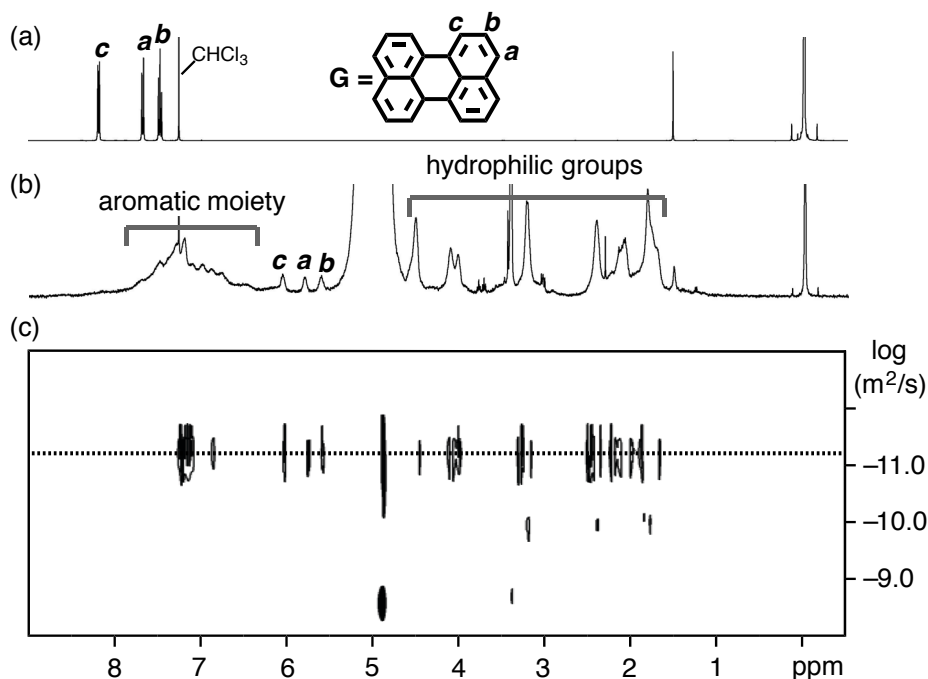 (a)
c a b
CHCl3
G =
c b
a
(b)
hydrophilic groups
aromatic moiety
c a b
(c)
log
(m2/s)
–11.0
–10.0
–9.0
8 7 6 5 4 3 2 1 ppm